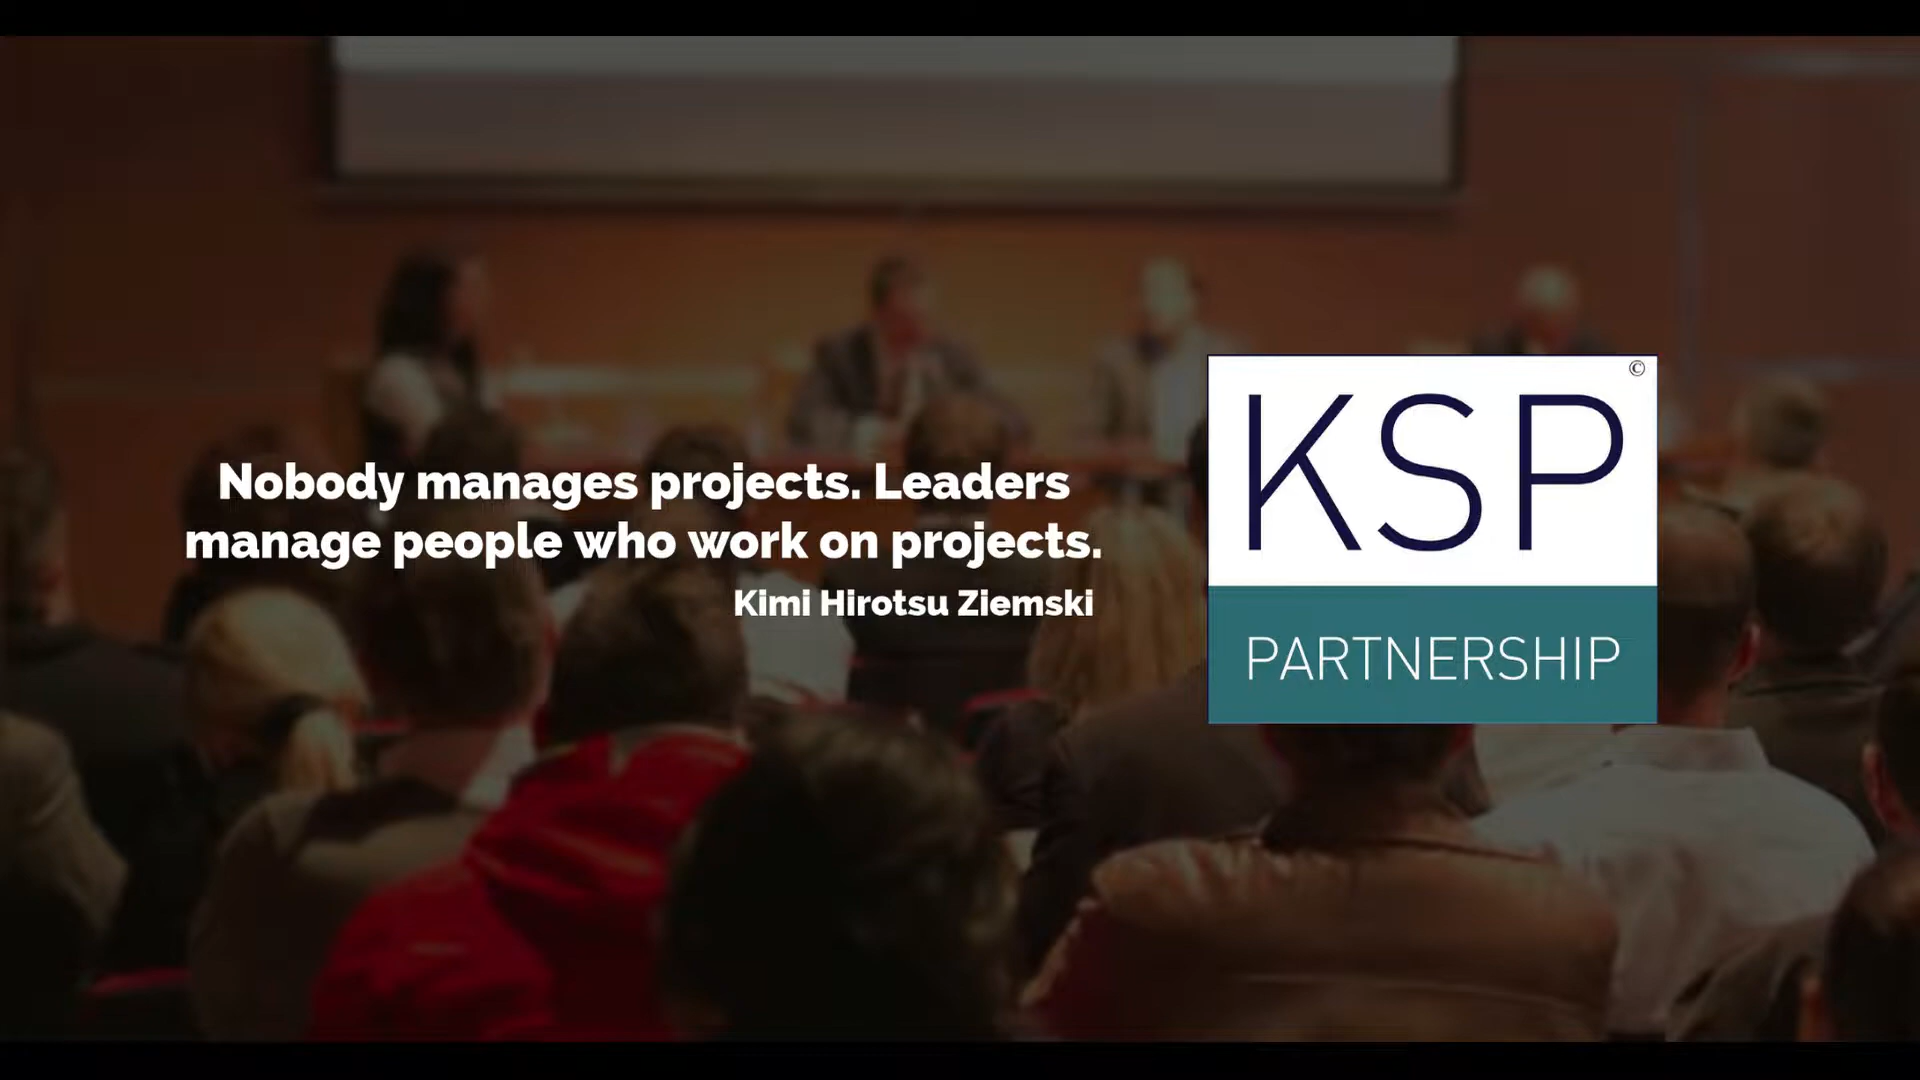 Nobody manages projects. Leaders
manage people who work on projects.
Kimi Hirotsu Ziemski
©
KSP
PARTNERSHIP